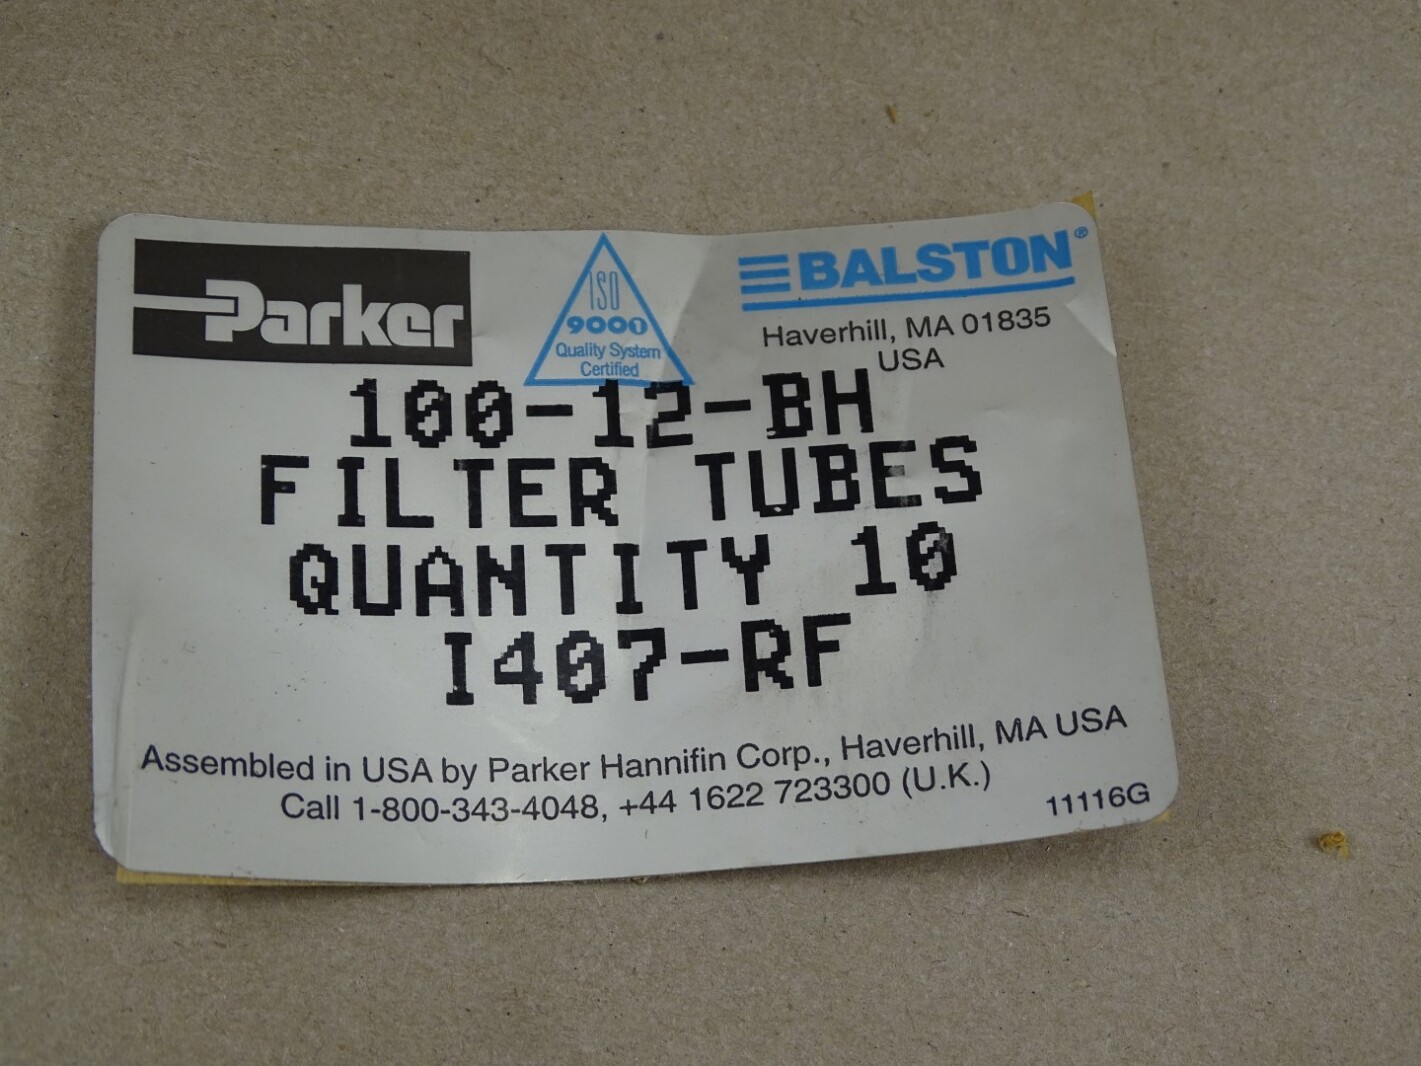 Parker
ISO
9001
Quality System
Certified
BALSTON®
Haverhill, MA 01835
USA
100-12-BH
FILTER TUBES
QUANTITY 10
I407-RF
Assembled in USA by Parker Hannifin Corp., Haverhill, MA USA
Call 1-800-343-4048, +44 1622 723300 (U.K.)
11116G